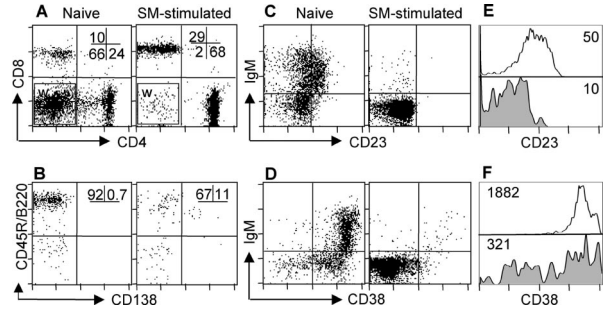 A Naive SM-stimulated
10
66 24
29
2 68
W
W
CD8
CD4
B
92 0.7
67 11
CD45R/B220
CD138
C Naive SM-stimulated
IgM
CD23
D
IgM
CD38
E
50
10
CD23
F
1882
321
CD38